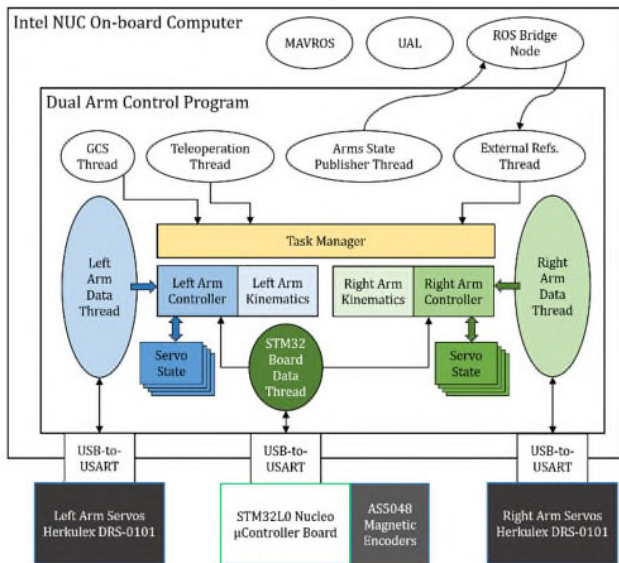 Intel NUC On-board Computer
MAVROS
UAL
ROS Bridge
Node
Dual Arm Control Program
GCS
Thread
Teleoperation
Thread
Arms State
Publisher Thread
External Refs.
Thread
Task Manager
Left
Arm
Data
Thread
Left Arm
Controller
Left Arm
Kinematics
Right Arm
Kinematics
Right Arm
Controller
Right
Arm
Data
Thread
Servo
State
STM32
Board
Data
Thread
Servo
State
USB-to-
USART
USB-to-
USART
USB-to-
USART
Left Arm Servos
Herkulex DRS-0101
STM32L0 Nucleo
μController Board
AS5048
Magnetic
Encoders
Right Arm Servos
Herkulex DRS-0101